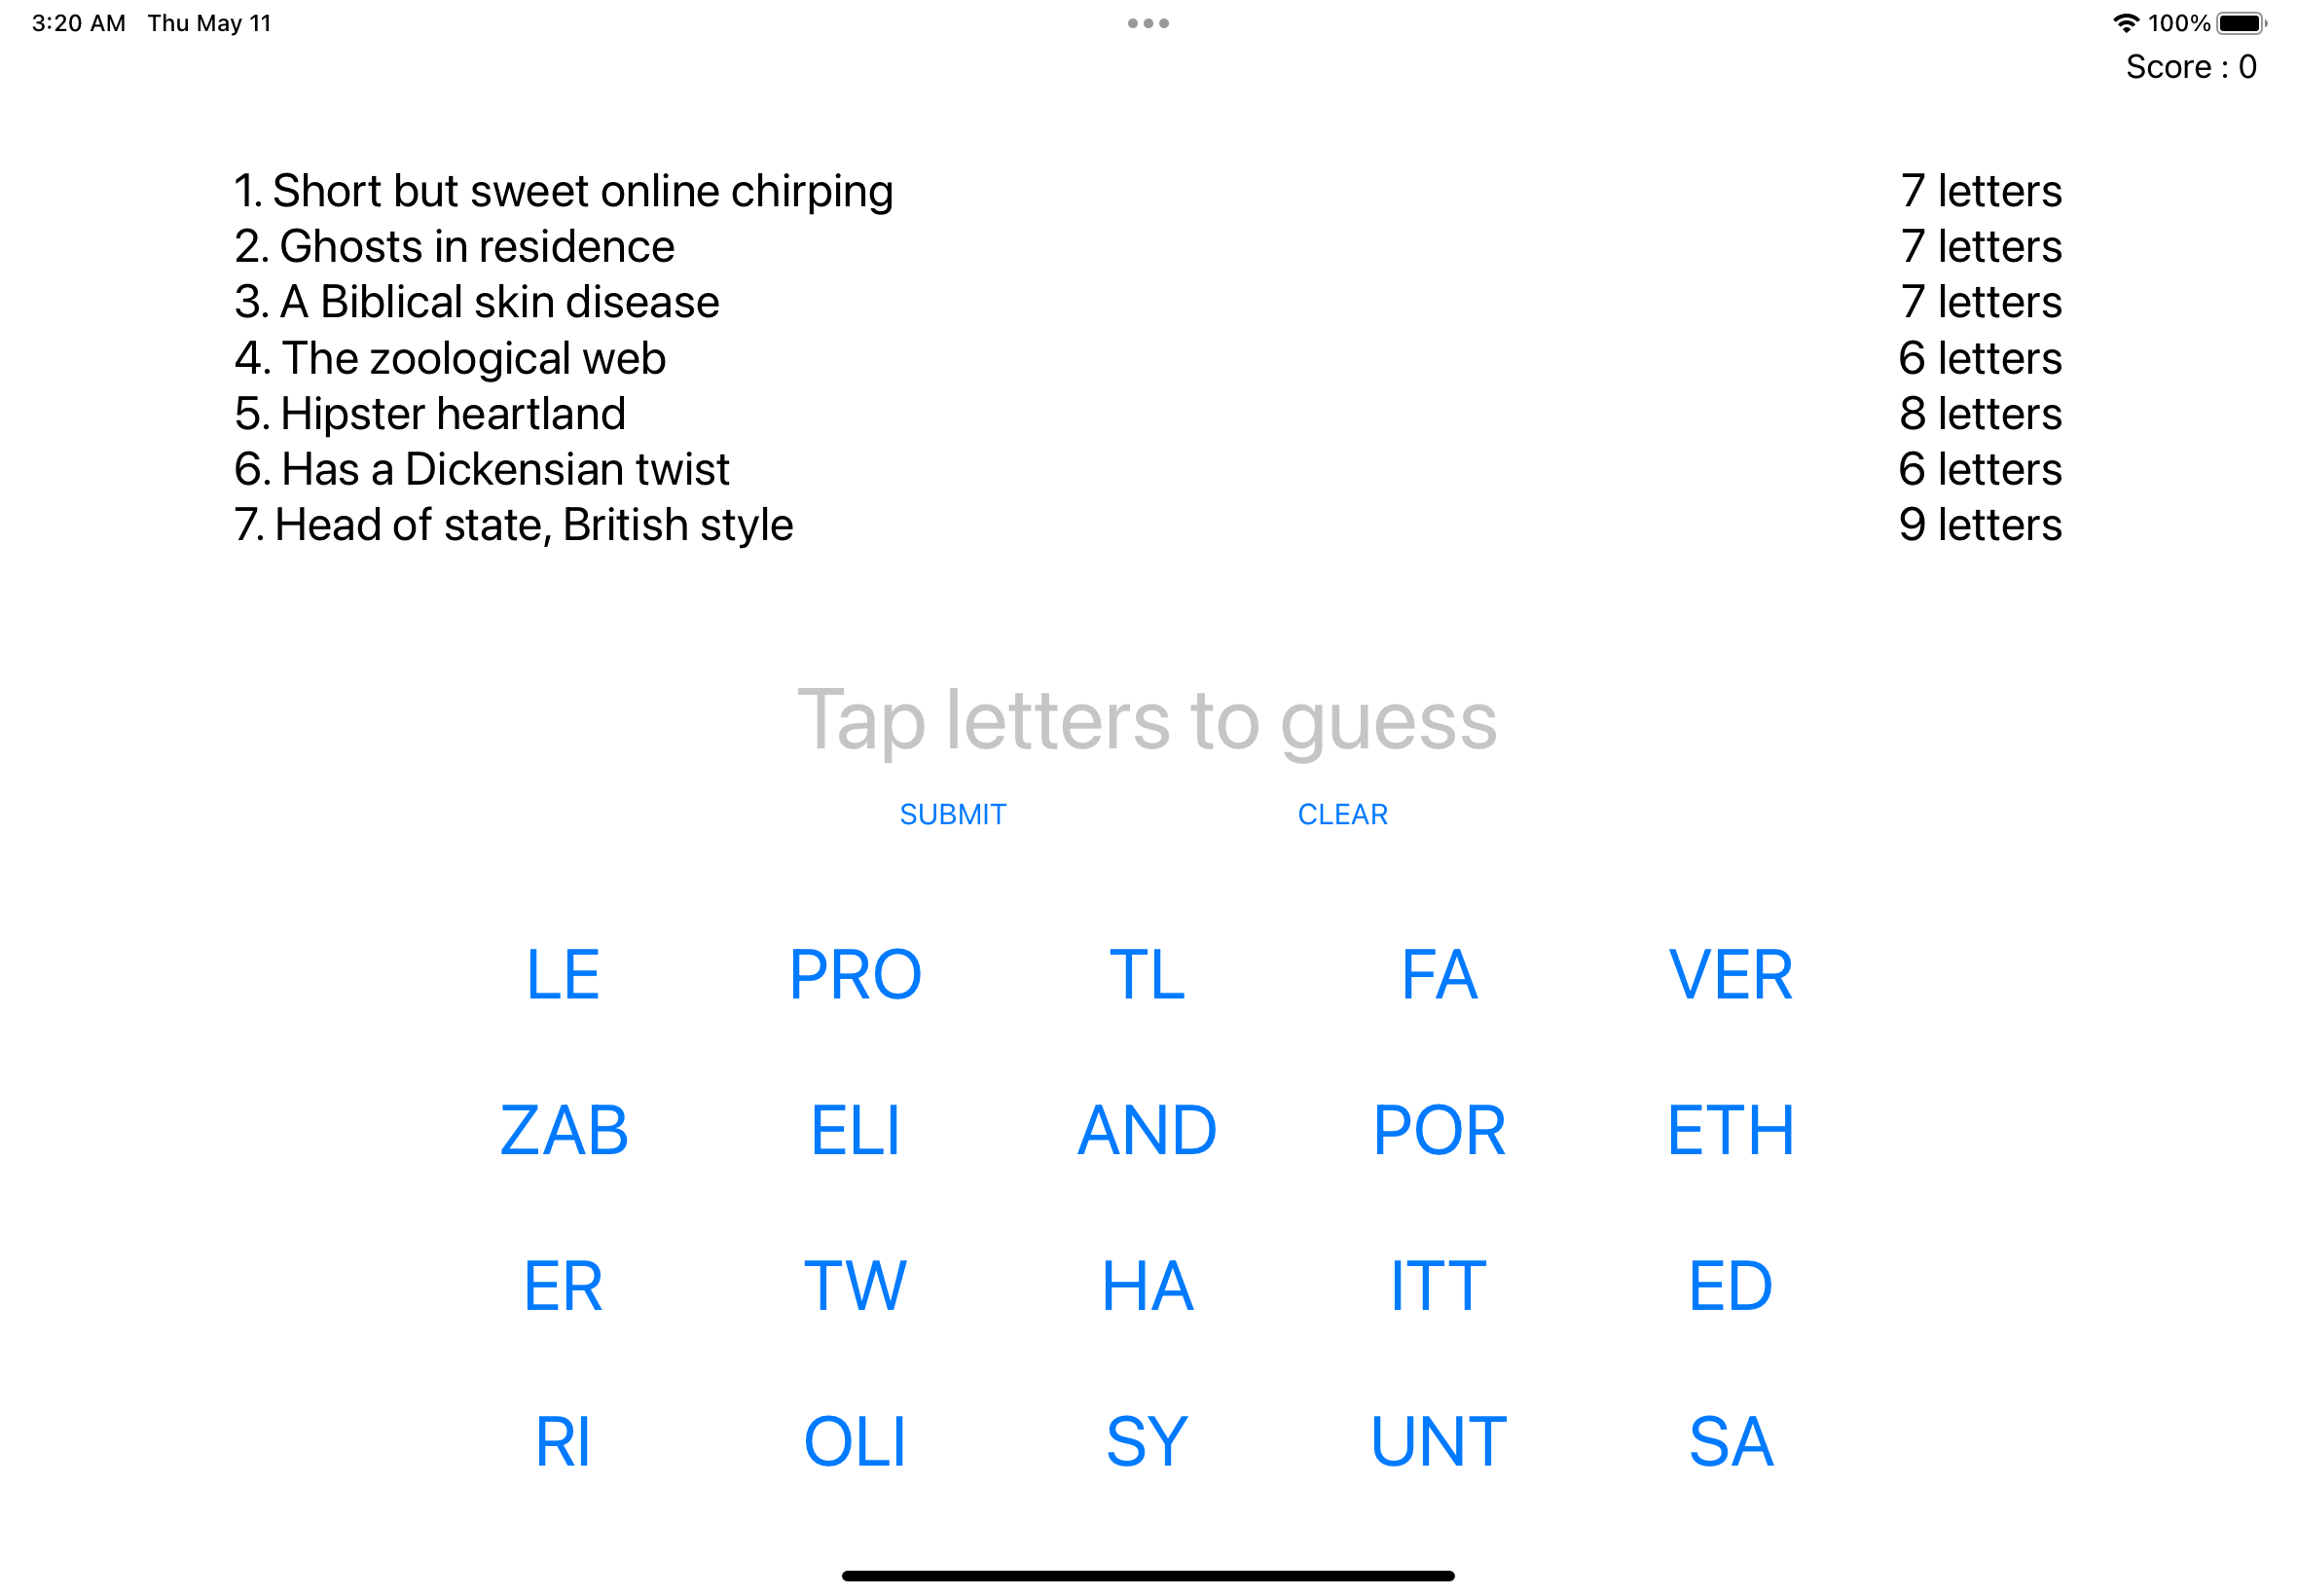 3:20 AM Thu May 11
100%
Score : 0
1. Short but sweet online chirping 7 letters
2. Ghosts in residence 7 letters
3. A Biblical skin disease 7 letters
4. The zoological web 6 letters
5. Hipster heartland 8 letters
6. Has a Dickensian twist 6 letters
7. Head of state, British style 9 letters
Tap letters to guess
SUBMIT CLEAR
LE PRO TL FA VER
ZAB ELI AND POR ETH
ER TW HA ITT ED
RI OLI SY UNT SA